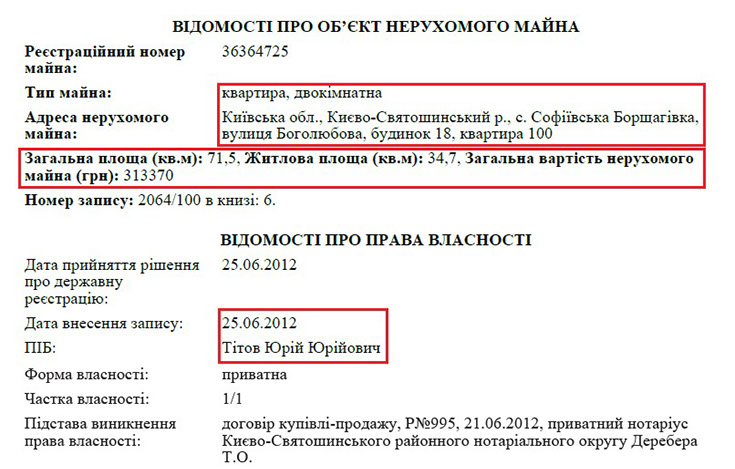 ВІДОМОСТІ ПРО ОБ’ЄКТ НЕРУХОМОГО МАЙНА
Реєстраційний номер майна: 36364725
Тип майна: квартира, двокімнатна
Адреса нерухомого майна: Київська обл., Києво-Святошинський р., с. Софіївська Борщагівка, вулиця Боголюбова, будинок 18, квартира 100
Загальна площа (кв.м): 71,5, Житлова площа (кв.м): 34,7, Загальна вартість нерухомого
майна (грн): 313370
Номер запису: 2064/100 в книзі: 6.
ВІДОМОСТІ ПРО ПРАВА ВЛАСНОСТІ
Дата прийняття рішення про державну реєстрацію: 25.06.2012
Дата внесення запису: 25.06.2012
ПІБ: Тітов Юрій Юрійович
Форма власності: приватна
Частка власності: 1/1
Підстава виникнення права власності: договір купівлі-продажу, Р№995, 21.06.2012, приватний нотаріус Києво-Святошинського районного нотаріального округу Деребера Т.О.